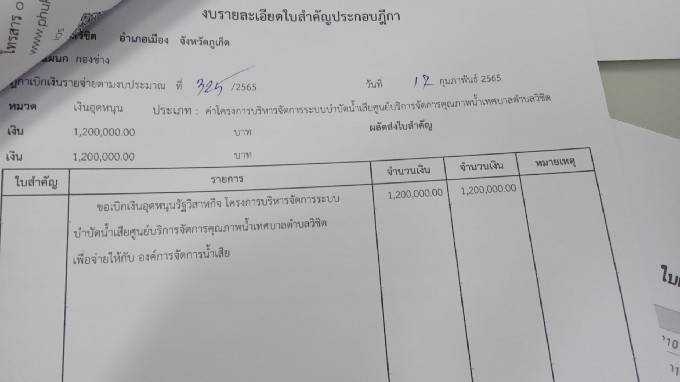 งบรายละเอียดใบสำคัญประกอบฎีกา
โทรสาร ๐
www.phul
วิชิต อำเภอเมือง จังหวัดภูเก็ต
แผนก กองช่าง
ฎีกาเบิกเงินรายจ่ายตามงบประมาณ ที่ 325 /2565 วันที่ 17 กุมภาพันธ์ 2565
หมวด เงินอุดหนุน ประเภท : ค่าโครงการบริหารจัดการระบบบำบัดน้ำเสียศูนย์บริการจัดการคุณภาพน้ำเทศบาลตำบลวิชิต
เงิน 1,200,000.00 บาท ผลัดส่งใบสำคัญ
เงิน 1,200,000.00 บาท
ใบสำคัญ รายการ จำนวนเงิน จำนวนเงิน หมายเหตุ
ขอเบิกเงินอุดหนุนรัฐวิสาหกิจ โครงการบริหารจัดการระบบ 1,200,000.00 1,200,000.00
บำบัดน้ำเสียศูนย์บริการจัดการคุณภาพน้ำเทศบาลตำบลวิชิต
เพื่อจ่ายให้กับ องค์การจัดการน้ำเสีย